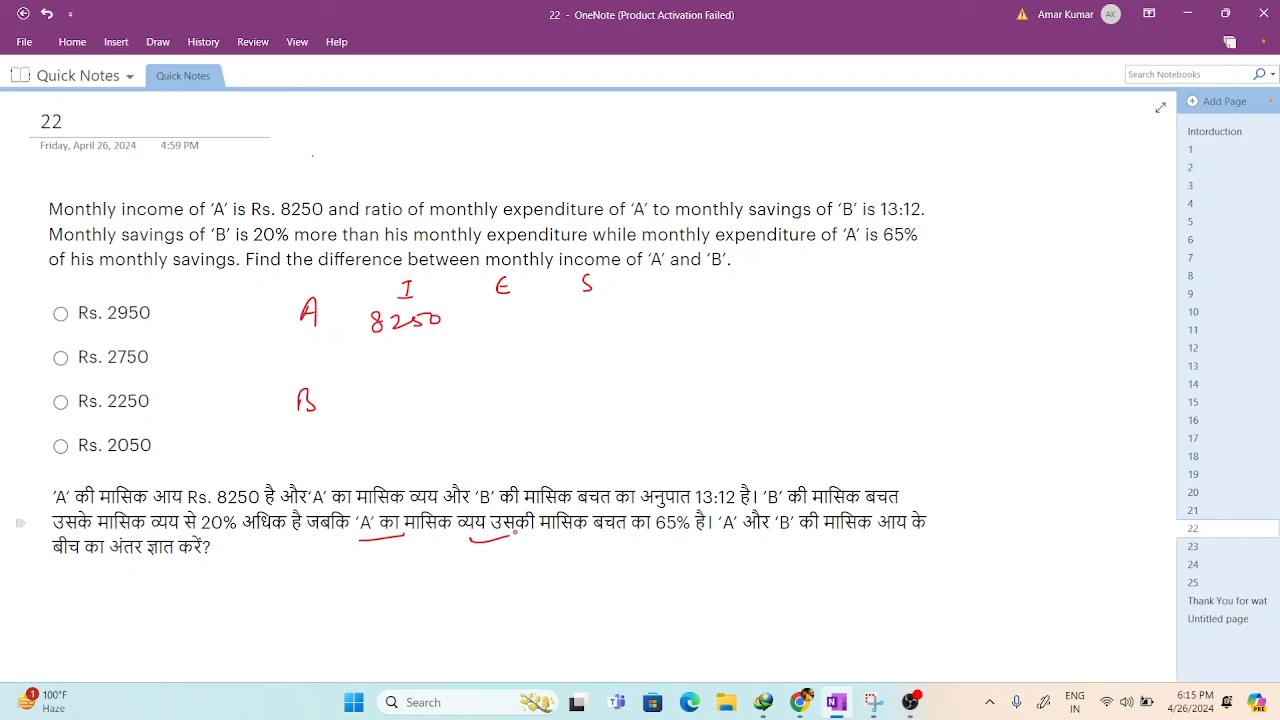 22 - OneNote (Product Activation Failed)
Amar Kumar AK
File Home Insert Draw History Review View Help
Quick Notes Quick Notes
Search Notebooks
22
Friday, April 26, 2024 4:59 PM
Monthly income of ‘A’ is Rs. 8250 and ratio of monthly expenditure of ‘A’ to monthly savings of ‘B’ is 13:12.
Monthly savings of ‘B’ is 20% more than his monthly expenditure while monthly expenditure of ‘A’ is 65%
of his monthly savings. Find the difference between monthly income of ‘A’ and ‘B’.
I E S
A 8250
B
Rs. 2950
Rs. 2750
Rs. 2250
Rs. 2050
‘A’ की मासिक आय Rs. 8250 है और‘A’ का मासिक व्यय और ‘B’ की मासिक बचत का अनुपात 13:12 है। ‘B’ की मासिक बचत
उसके मासिक व्यय से 20% अधिक है जबकि ‘A’ का मासिक व्यय उसकी मासिक बचत का 65% है। ‘A’ और ‘B’ की मासिक आय के
बीच का अंतर ज्ञात करें?
Add Page
Intorduction
1
2
3
4
5
6
7
8
9
10
11
12
13
14
15
16
17
18
19
20
21
22
23
24
25
Thank You for wat
Untitled page
1
100°F
Haze
Search
ENG
IN
6:15 PM
4/26/2024